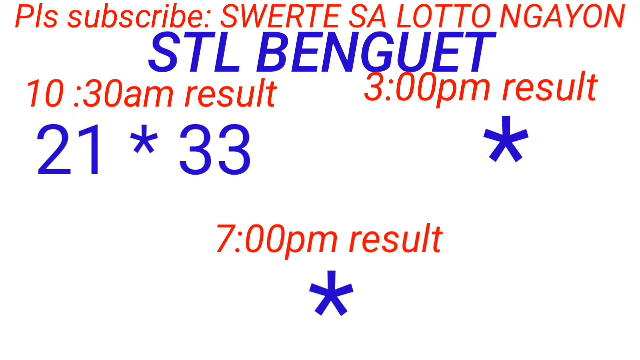 Pls subscribe: SWERTE SA LOTTO NGAYON
STL BENGUET
10 :30am result
21 * 33
3:00pm result
*
7:00pm result
*